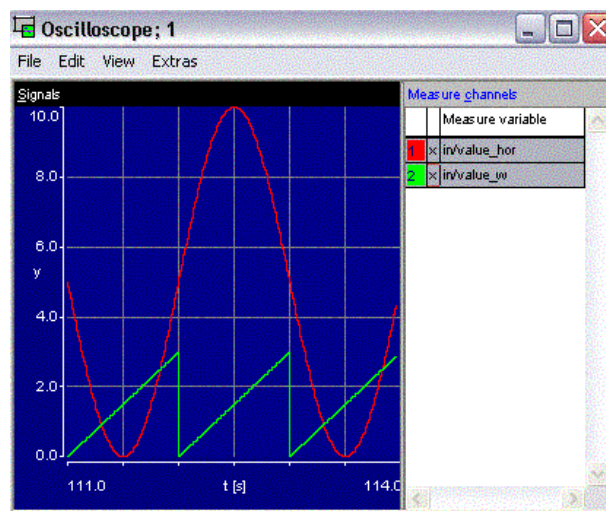 Oscilloscope; 1
File Edit View Extras
Signals
Measure channels
Measure variable
1 x in/value_hor
2 x in/value_w
10.0
8.0
6.0
y
4.0
2.0
0.0
111.0 t [s] 114.0